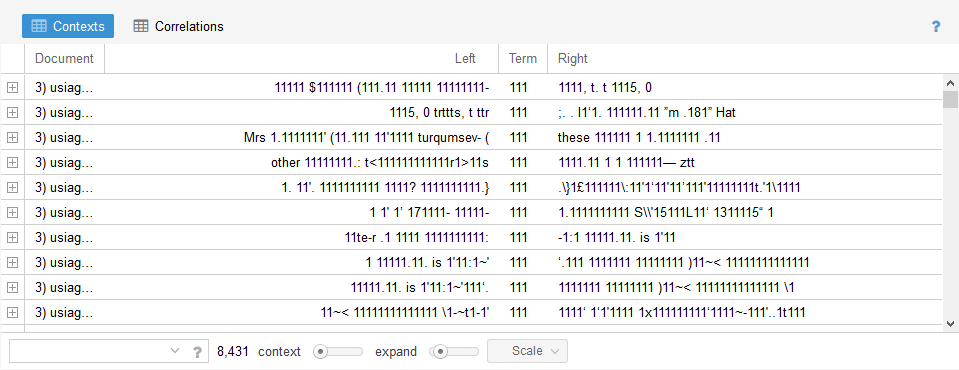 Contexts Correlations ?
Document Left Term Right
3) usiag... 11111 $111111 (111.11 11111 11111111- 111 1111, t. t 1115, 0
3) usiag... 1115, 0 trttts, t ttr 111 ;. . I1‘1. 111111.11 ”m .181” Hat
3) usiag... Mrs 1.1111111' (11.111 11'1111 turqumsev- ( 111 these 111111 1 1.1111111 .11
3) usiag... other 11111111.: t<111111111111r1>11s 111 1111.11 1 1 111111— ztt
3) usiag... 1. 11'. 1111111111 1111? 1111111111.} 111 .\}1£111111\:11'1‘11'11’111'11111111t.'1\1111
3) usiag... 1 1' 1’ 171111- 11111- 111 1.1111111111 S\\'15111L11‘ 1311115“ 1
3) usiag... 11te-r .1 1111 1111111111: 111 -1:1 11111.11. is 1'11
3) usiag... 1 11111.11. is 1'11:1~' 111 ‘.111 1111111 11111111 )11~< 11111111111111
3) usiag... 11111.11. is 1'11:1~'111‘. 111 1111111 11111111 )11~< 11111111111111 \1
3) usiag... 11~< 11111111111111 \1-~t1-1' 111 1111‘ 1‘1'1111 1x111111111‘1111~-111'..1t111
? 8,431 context expand Scale